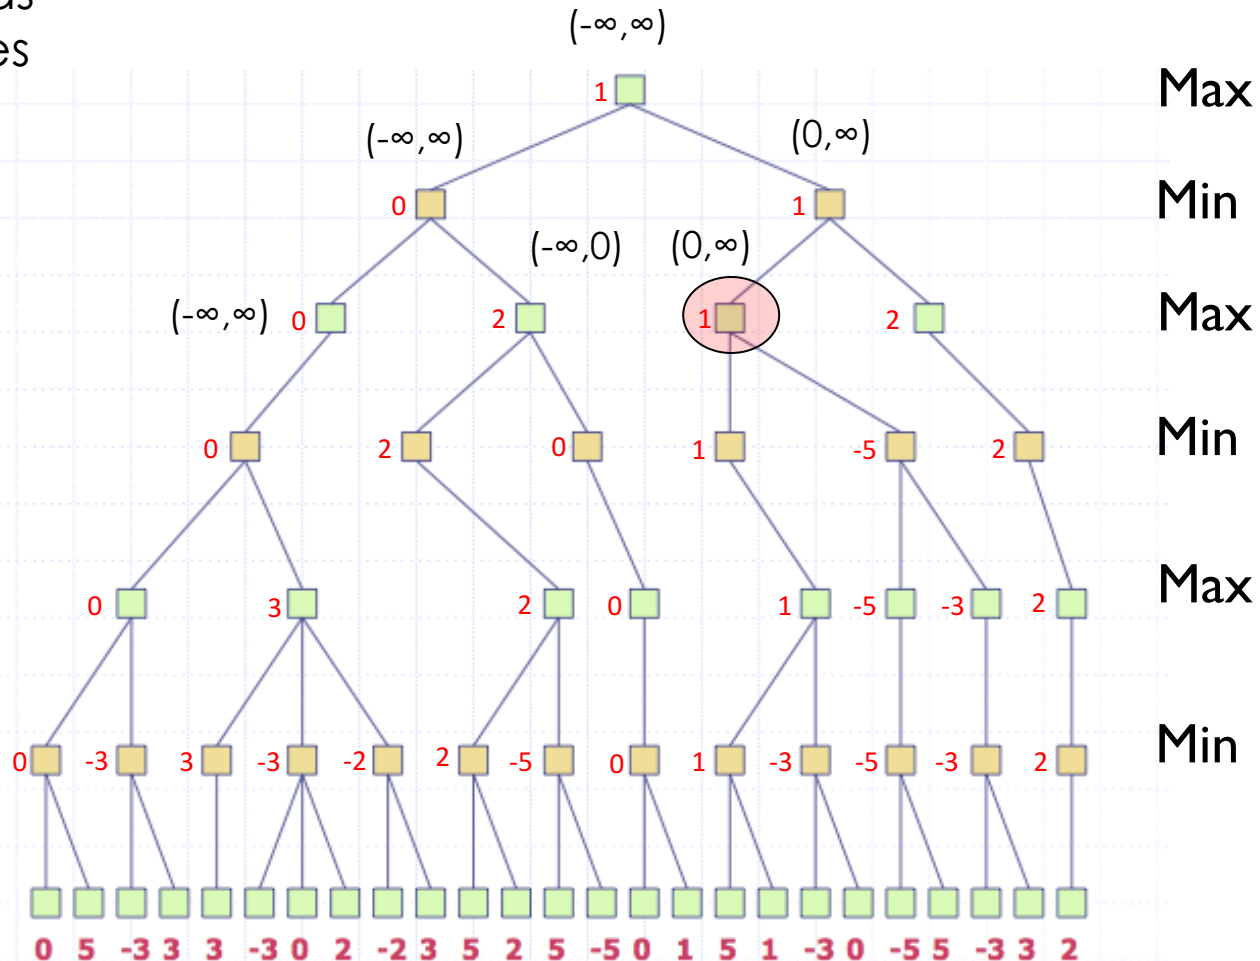 es
(-∞,∞)
1
Max
(-∞,∞) (0,∞)
0 1 Min
(-∞,0) (0,∞)
(-∞,∞) 0 2 1 2 Max
0 2 0 1 -5 2 Min
0 3 2 0 1 -5 -3 2 Max
0 -3 3 -3 -2 2 -5 0 1 -3 -5 -3 2 Min
0 5 -3 3 3 -3 0 2 -2 3 5 2 5 -5 0 1 5 1 -3 0 -5 5 -3 3 2